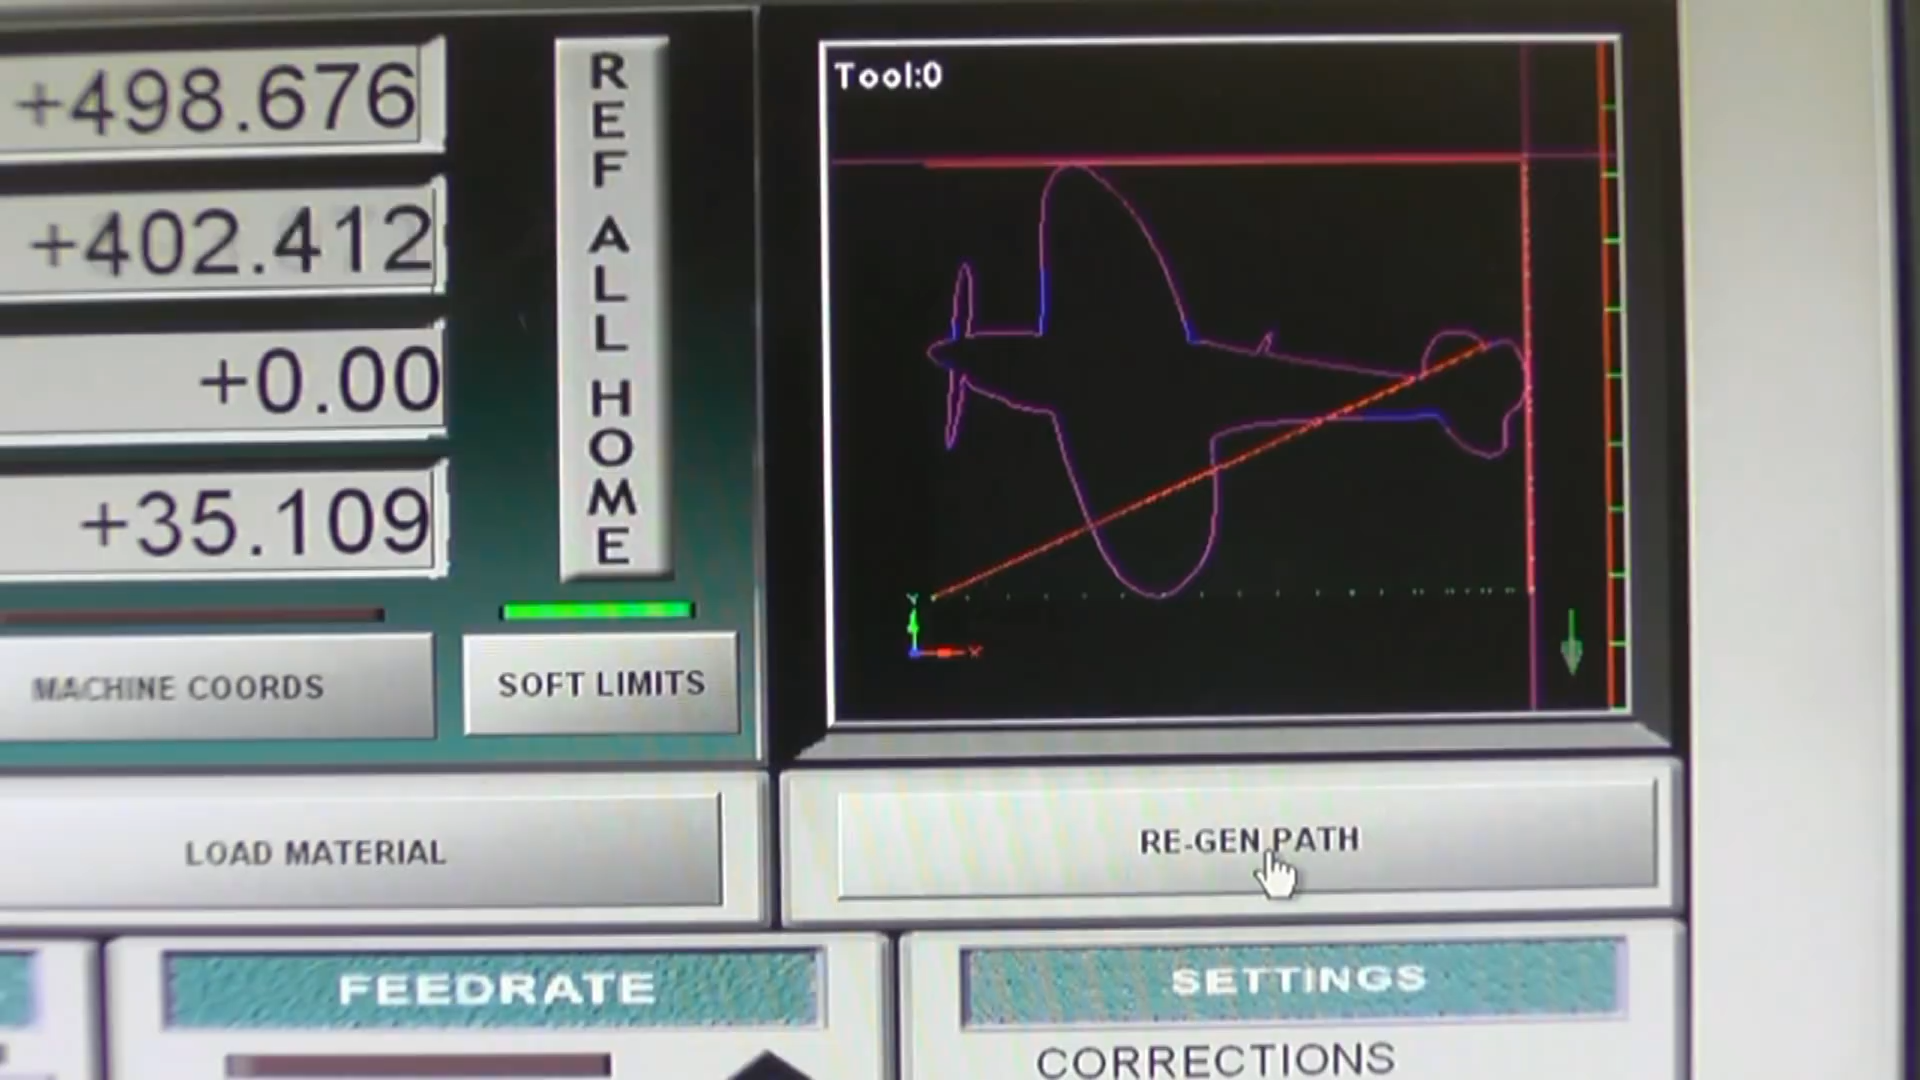 +498.676
+402.412
+0.00
+35.109
REF ALL HOME
Tool:0
Y
X
MACHINE COORDS
SOFT LIMITS
LOAD MATERIAL
RE-GEN PATH
FEEDRATE
SETTINGS
CORRECTIONS